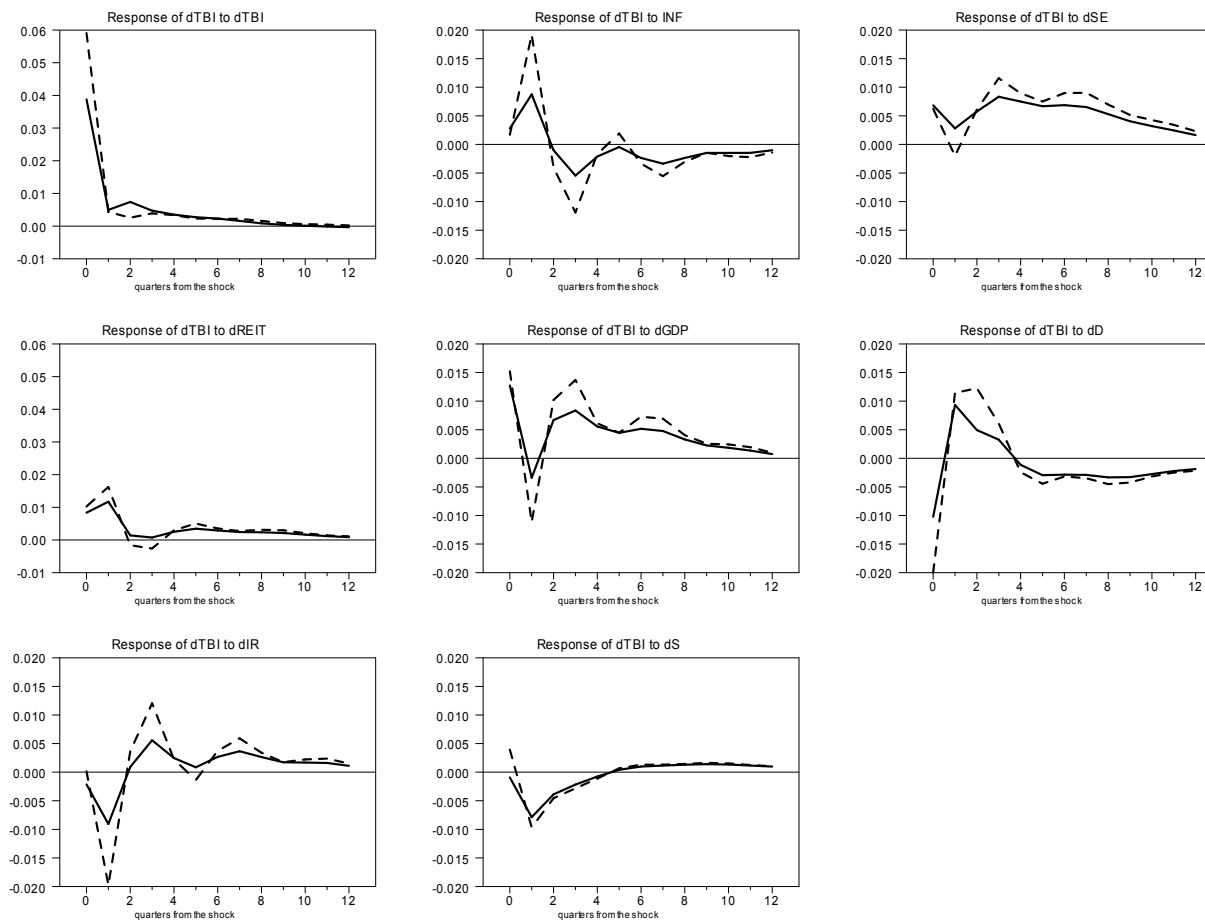 Response of dTBI to dTBI
0.06
0.05
0.04
0.03
0.02
0.01
0.00
-0.01
0 2 4 6 8 10 12
quarters from the shock
Response of dTBI to INF
0.020
0.015
0.010
0.005
0.000
-0.005
-0.010
-0.015
-0.020
0 2 4 6 8 10 12
quarters from the shock
Response of dTBI to dSE
0.020
0.015
0.010
0.005
0.000
-0.005
-0.010
-0.015
-0.020
0 2 4 6 8 10 12
quarters from the shock
Response of dTBI to dREIT
0.06
0.05
0.04
0.03
0.02
0.01
0.00
-0.01
0 2 4 6 8 10 12
quarters from the shock
Response of dTBI to dGDP
0.020
0.015
0.010
0.005
0.000
-0.005
-0.010
-0.015
-0.020
0 2 4 6 8 10 12
quarters from the shock
Response of dTBI to dD
0.020
0.015
0.010
0.005
0.000
-0.005
-0.010
-0.015
-0.020
0 2 4 6 8 10 12
quarters from the shock
Response of dTBI to dIR
0.020
0.015
0.010
0.005
0.000
-0.005
-0.010
-0.015
-0.020
0 2 4 6 8 10 12
quarters from the shock
Response of dTBI to dS
0.020
0.015
0.010
0.005
0.000
-0.005
-0.010
-0.015
-0.020
0 2 4 6 8 10 12
quarters from the shock